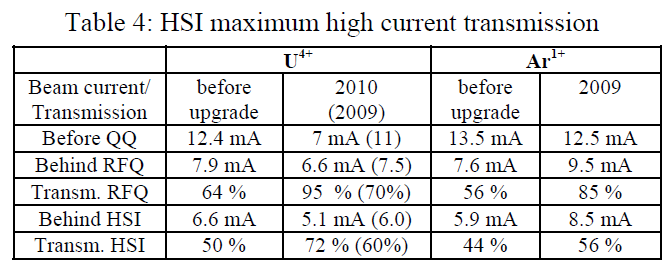 Table 4: HSI maximum high current transmission
U4+ Ar1+
Beam current/ before 2010 before 2009
Transmission upgrade (2009) upgrade
Before QQ 12.4 mA 7 mA (11) 13.5 mA 12.5 mA
Behind RFQ 7.9 mA 6.6 mA (7.5) 7.6 mA 9.5 mA
Transm. RFQ 64 % 95 % (70%) 56 % 85 %
Behind HSI 6.6 mA 5.1 mA (6.0) 5.9 mA 8.5 mA
Transm. HSI 50 % 72 % (60%) 44 % 56 %